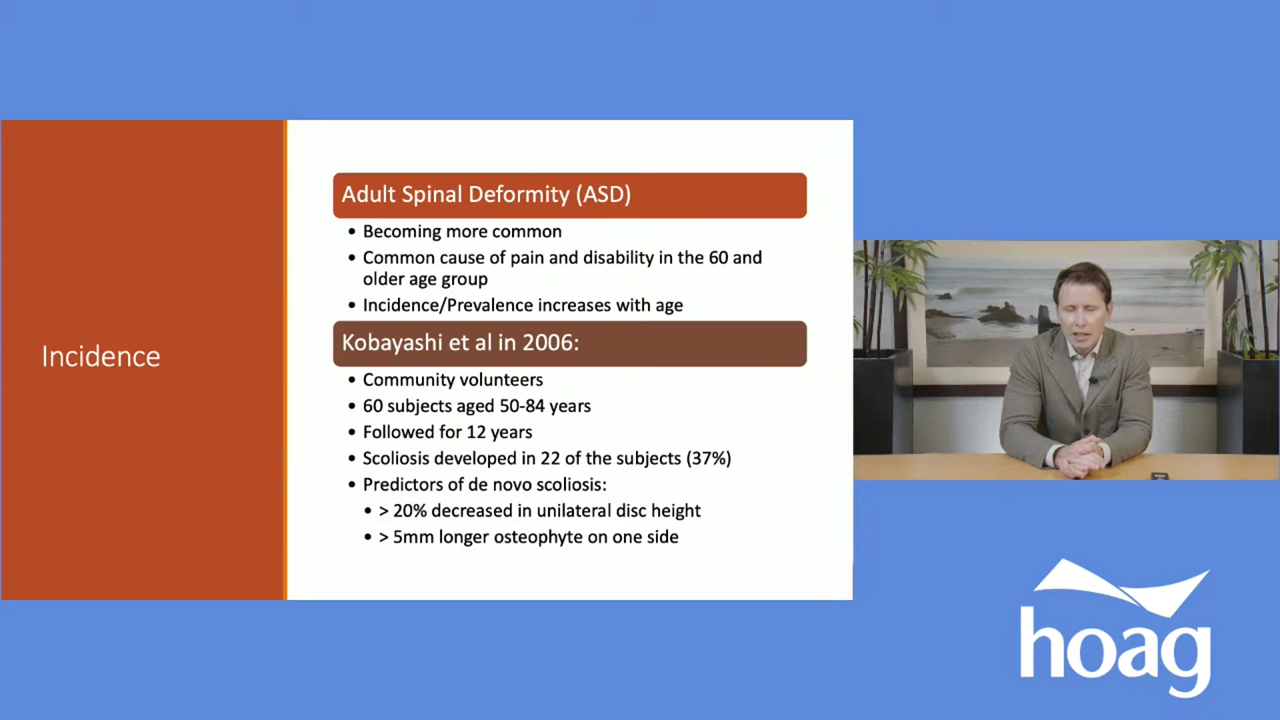 Incidence
Adult Spinal Deformity (ASD)
• Becoming more common
• Common cause of pain and disability in the 60 and
older age group
• Incidence/Prevalence increases with age
Kobayashi et al in 2006:
• Community volunteers
• 60 subjects aged 50-84 years
• Followed for 12 years
• Scoliosis developed in 22 of the subjects (37%)
• Predictors of de novo scoliosis:
• > 20% decreased in unilateral disc height
• > 5mm longer osteophyte on one side
hoag